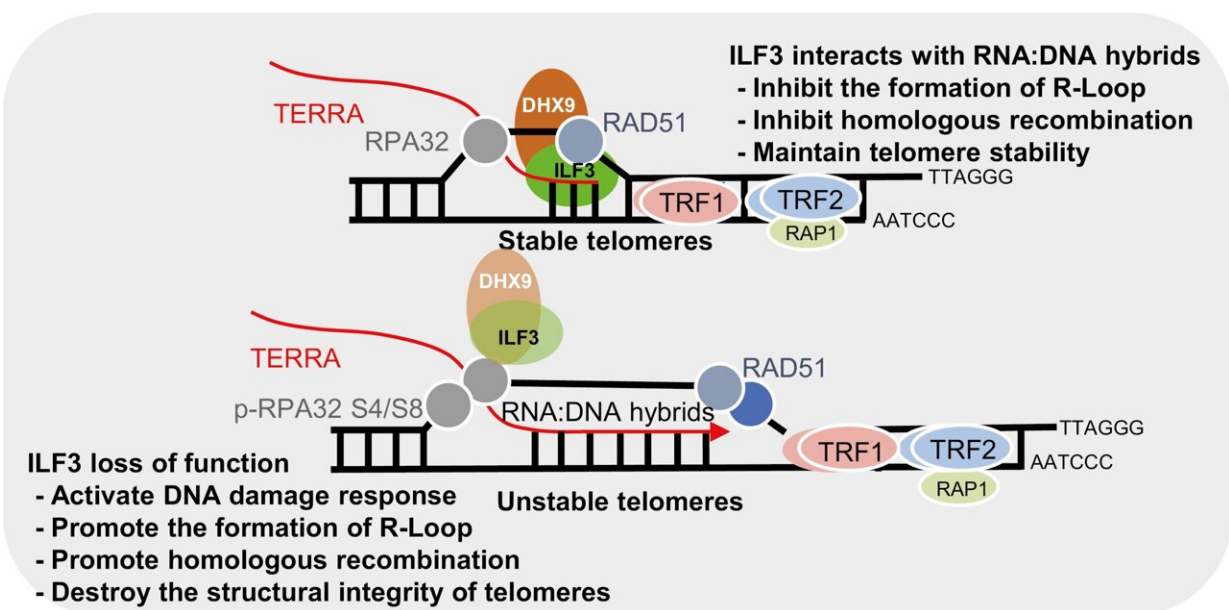 ILF3 interacts with RNA:DNA hybrids
- Inhibit the formation of R-Loop
- Inhibit homologous recombination
- Maintain telomere stability
TERRA
RPA32
DHX9
RAD51
ILF3
TRF1
TRF2
RAP1
TTAGGG
AATCCC
Stable telomeres
DHX9
ILF3
TERRA
p-RPA32 S4/S8
RNA:DNA hybrids
RAD51
TRF1
TRF2
RAP1
TTAGGG
AATCCC
Unstable telomeres
ILF3 loss of function
- Activate DNA damage response
- Promote the formation of R-Loop
- Promote homologous recombination
- Destroy the structural integrity of telomeres